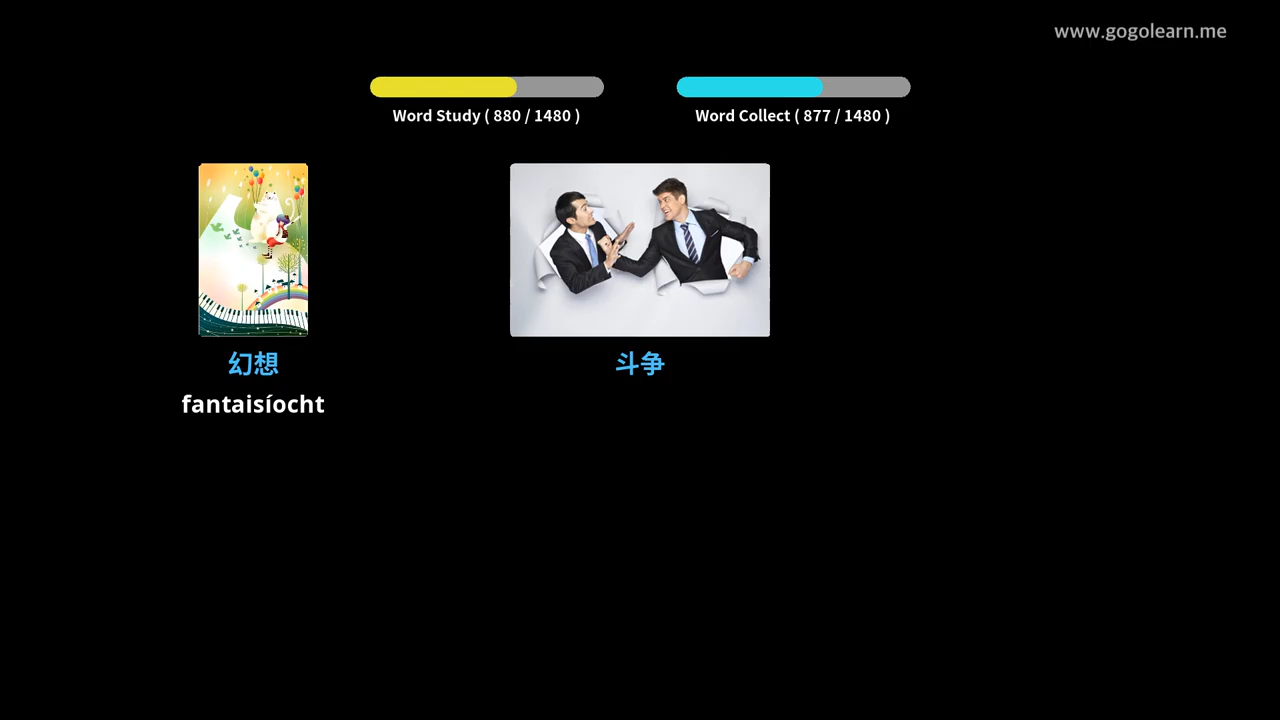 www.gogolearn.me
Word Study ( 880 / 1480 )
Word Collect ( 877 / 1480 )
幻想
斗争
fantaisíocht